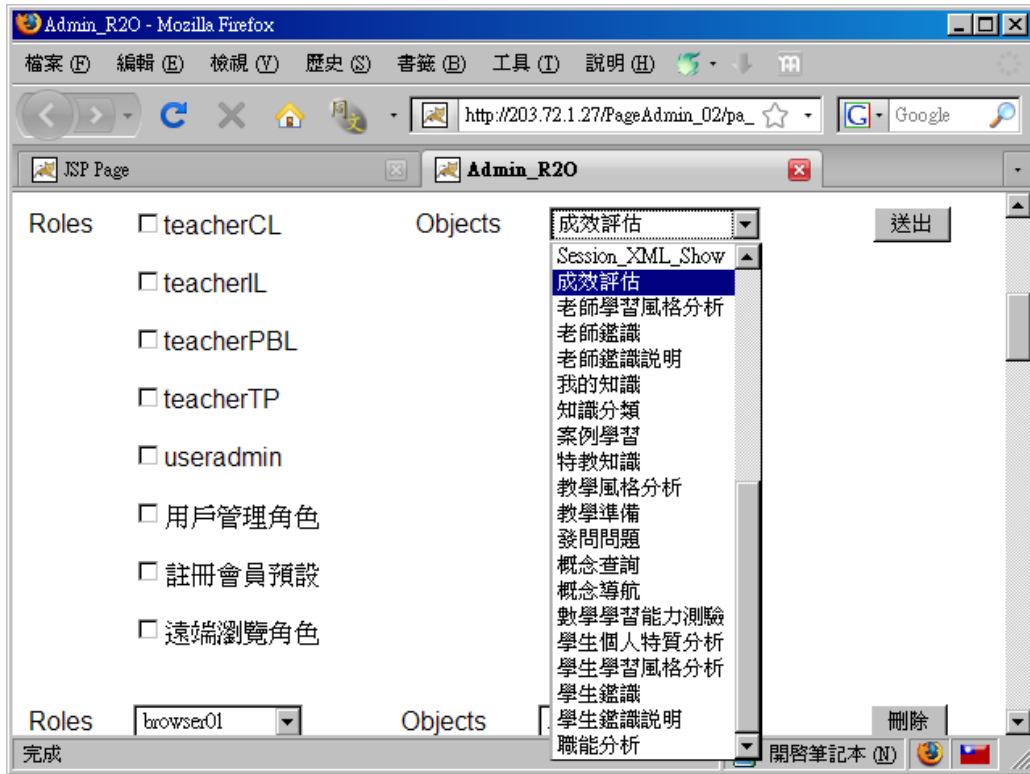 Admin_R2O - Mozilla Firefox
檔案(F) 編輯(E) 檢視(V) 歷史(S) 書籤(B) 工具(T) 說明(H)
http://203.72.1.27/PageAdmin_02/pa_ Google
JSP Page Admin_R2O
Roles teacherCL Objects 成效評估 送出
teacherIL
teacherPBL
teacherTP
useradmin
用戶管理角色
註冊會員預設
遠端瀏覽角色
Session_XML_Show
成效評估
老師學習風格分析
老師鑑識
老師鑑識說明
我的知識
知識分類
案例學習
特教知識
教學風格分析
教學準備
發問問題
概念查詢
概念導航
數學學習能力測驗
學生個人特質分析
學生學習風格分析
學生鑑識
學生鑑識說明
職能分析
Roles browser01 Objects 刪除
完成 開啓筆記本(N)